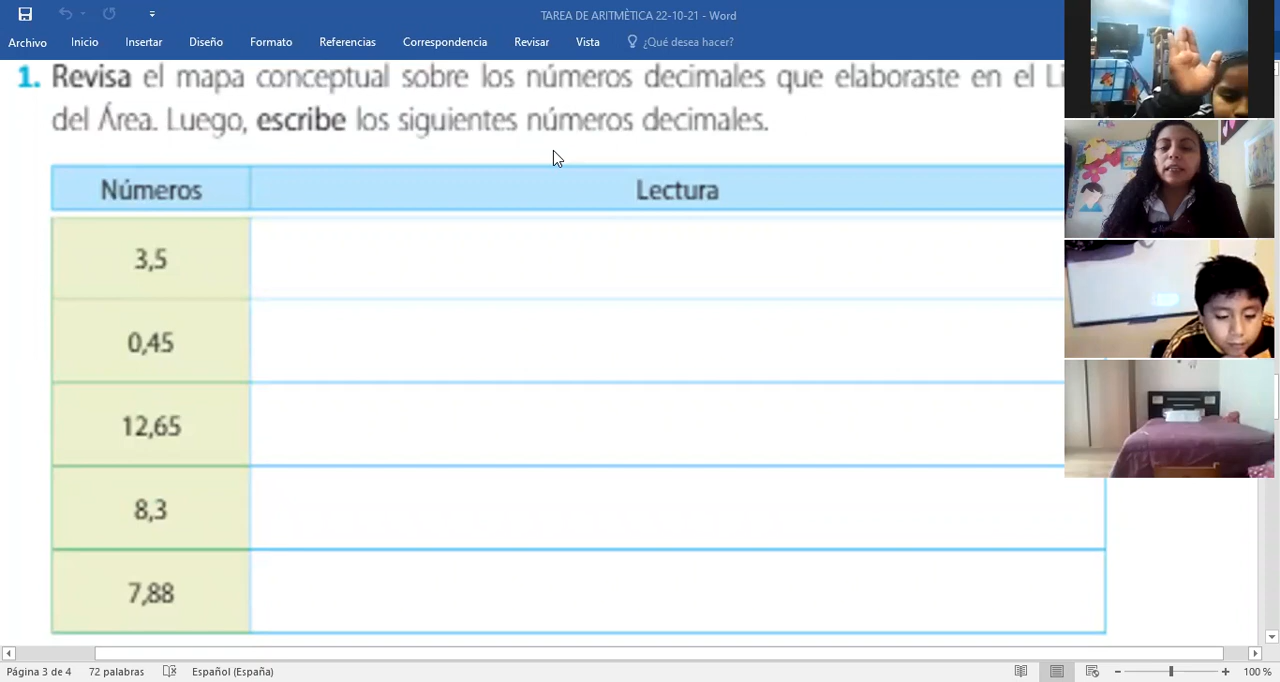 TAREA DE ARITMÈTICA 22-10-21 - Word
Archivo Inicio Insertar Diseño Formato Referencias Correspondencia Revisar Vista ¿Qué desea hacer?
1. Revisa el mapa conceptual sobre los números decimales que elaboraste en el Li
del Área. Luego, escribe los siguientes números decimales.
Números Lectura
3,5
0,45
12,65
8,3
7,88
Página 3 de 4 72 palabras Español (España) 100 %